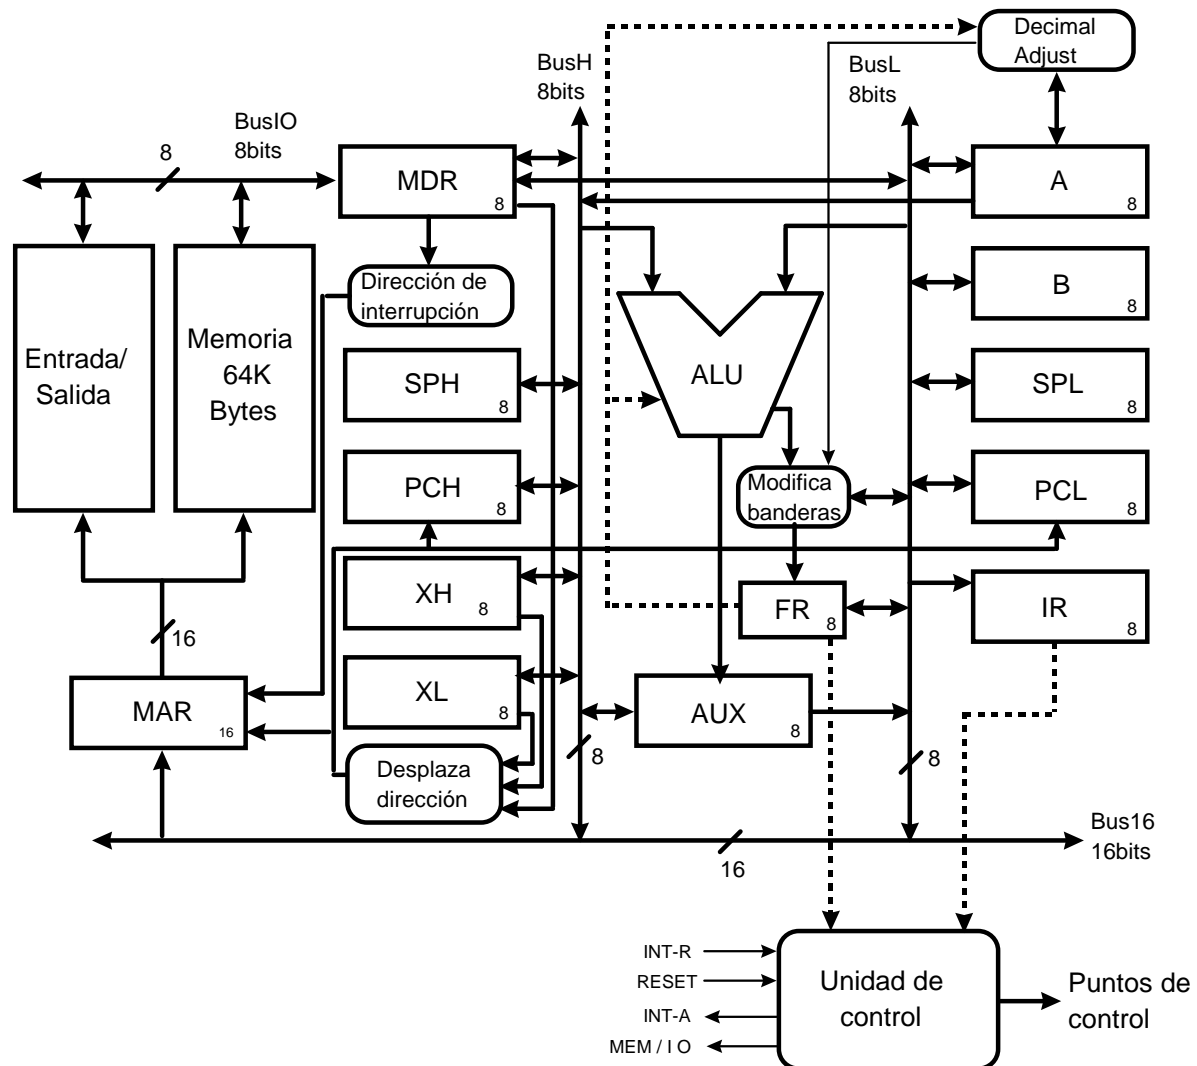 Decimal
Adjust
BusH
8bits
BusL
8bits
BusIO
8bits
8
MDR
8
A
8
Dirección de
interrupción
B
8
Entrada/
Salida
Memoria
64K
Bytes
SPH
8
ALU
SPL
8
PCH
8
Modifica
banderas
PCL
8
XH
8
FR
8
IR
8
16
XL
8
MAR
16
AUX
8
Desplaza
dirección
8
8
16
Bus16
16bits
INT-R
RESET
INT-A
MEM / I O
Unidad de
control
Puntos de
control